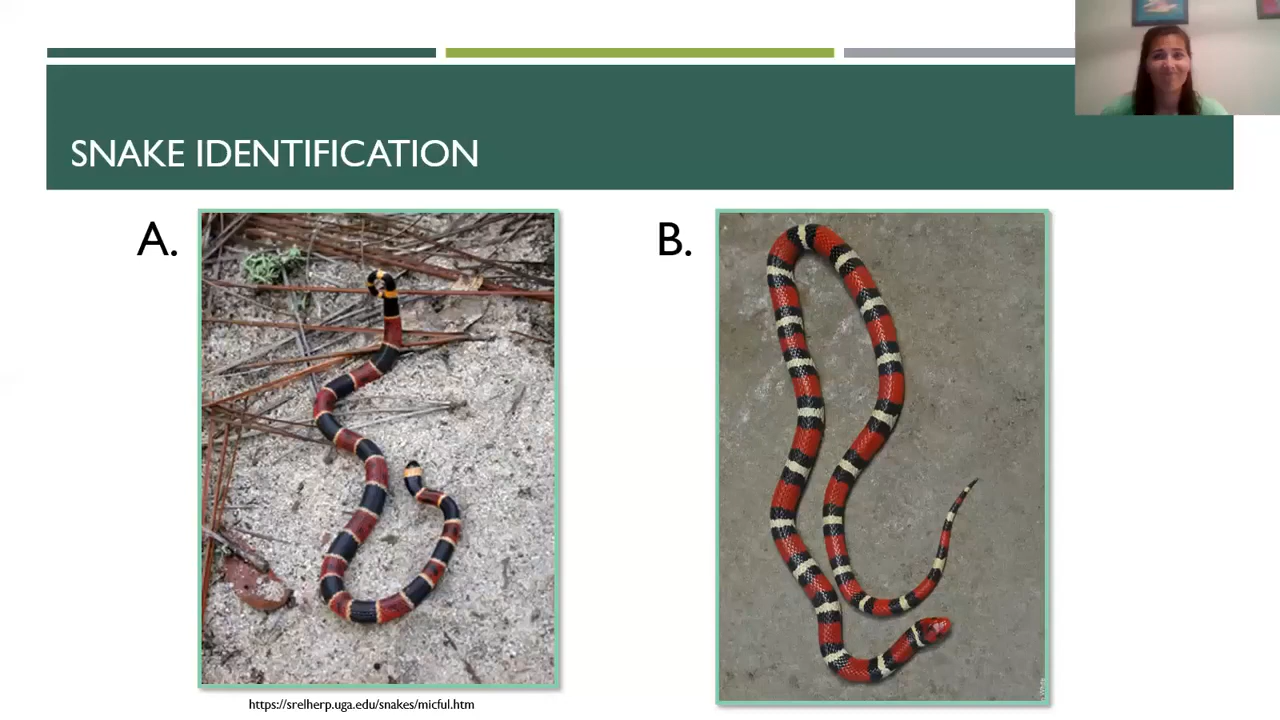 SNAKE IDENTIFICATION
A.
B.
https://srelherp.uga.edu/snakes/micful.htm